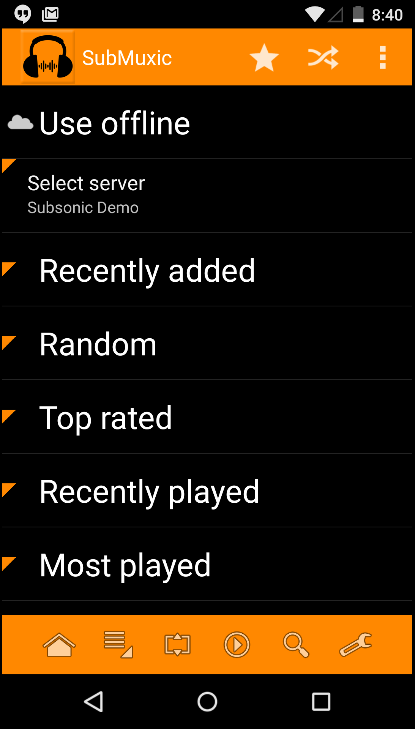 8:40
SubMuxic
Use offline
Select server
Subsonic Demo
Recently added
Random
Top rated
Recently played
Most played